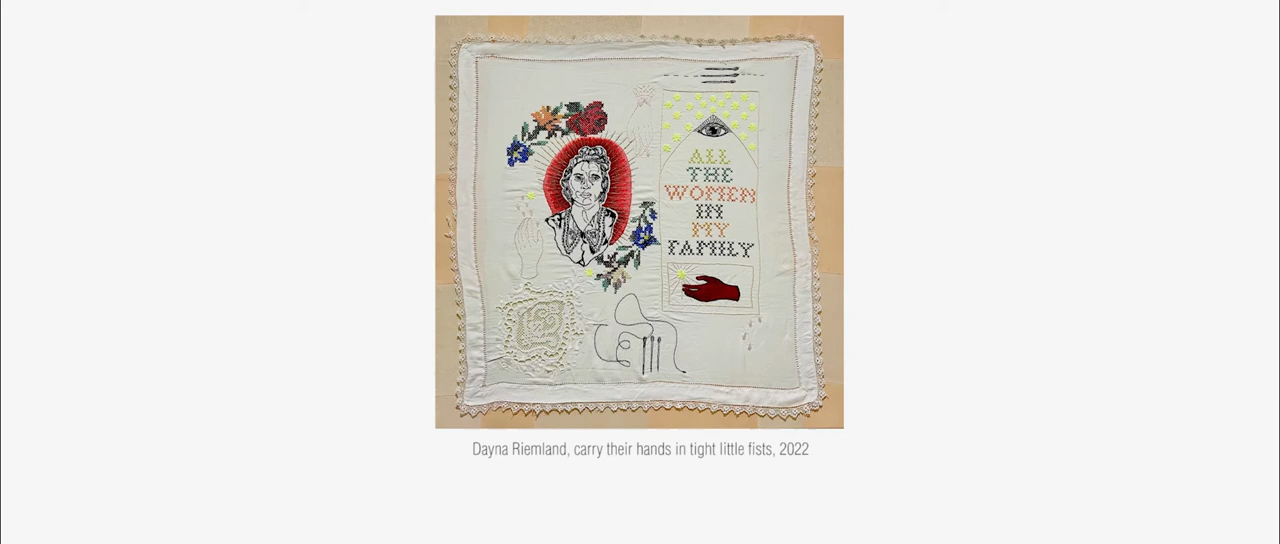 ALL
THE
WOMEN
IN
MY
FAMILY
Dayna Riemland, carry their hands in tight little fists, 2022